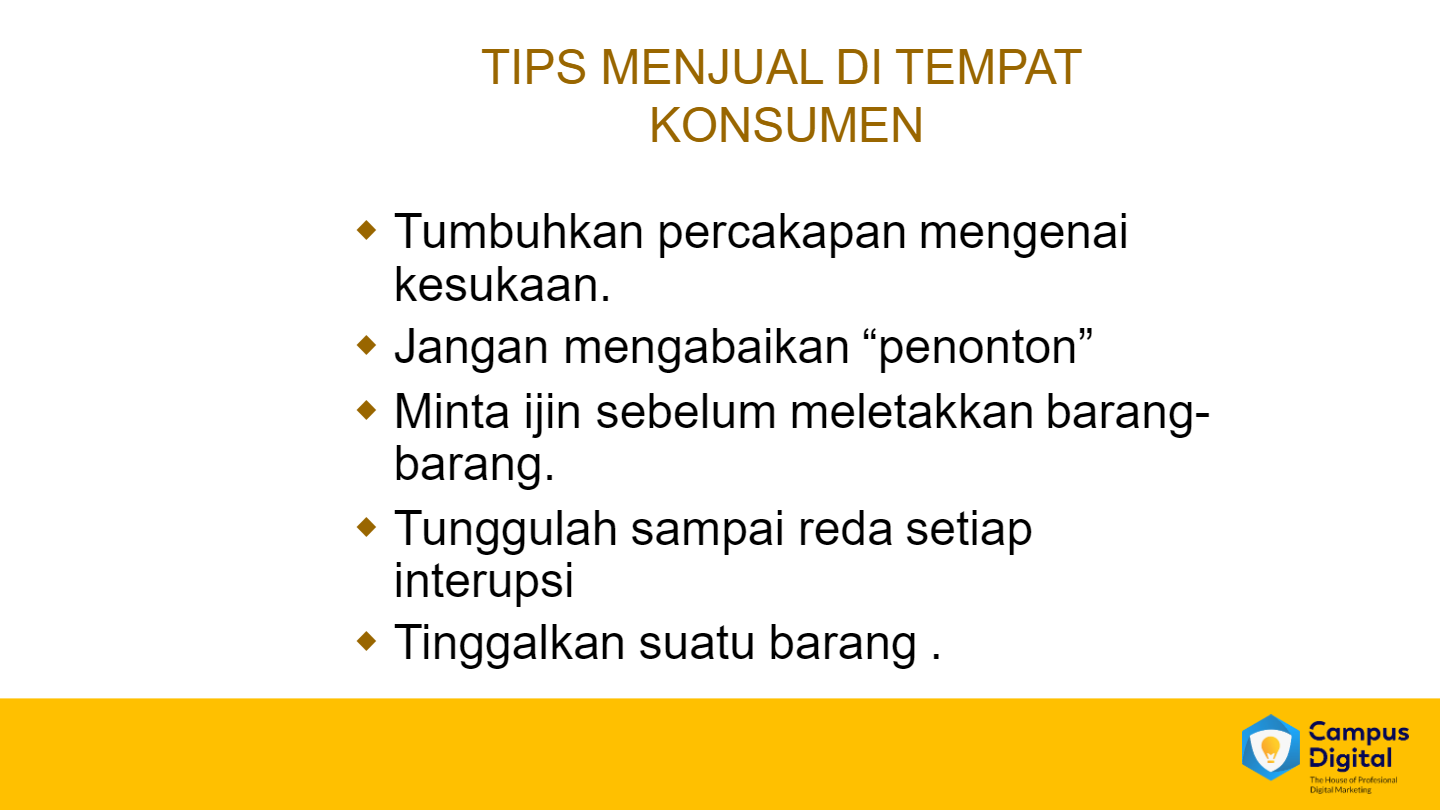 TIPS MENJUAL DI TEMPAT
KONSUMEN
◆ Tumbuhkan percakapan mengenai
kesukaan.
◆ Jangan mengabaikan “penonton”
◆ Minta ijin sebelum meletakkan barang-
barang.
◆ Tunggulah sampai reda setiap
interupsi
◆ Tinggalkan suatu barang .
Campus
Digital
The House of Profesional
Digital Marketing